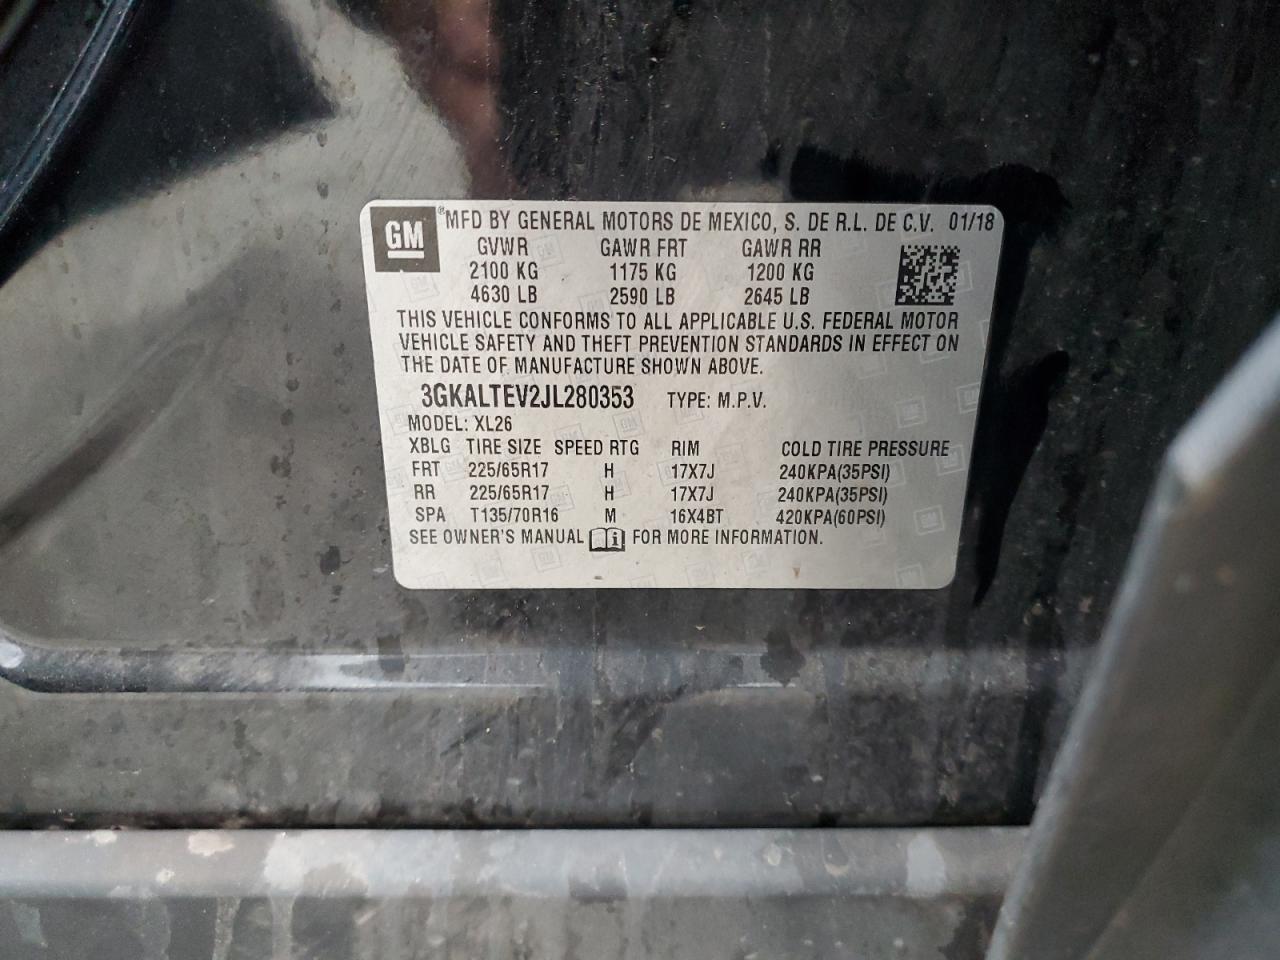 GM ® MFD BY GENERAL MOTORS DE MEXICO, S. DE R.L. DE C.V. 01/18
GVWR GAWR FRT GAWR RR
2100 KG 1175 KG 1200 KG
4630 LB 2590 LB 2645 LB
THIS VEHICLE CONFORMS TO ALL APPLICABLE U.S. FEDERAL MOTOR
VEHICLE SAFETY AND THEFT PREVENTION STANDARDS IN EFFECT ON
THE DATE OF MANUFACTURE SHOWN ABOVE.
3GKALTEV2JL280353 TYPE: M.P.V.
MODEL: XL26
XBLG TIRE SIZE SPEED RTG RIM COLD TIRE PRESSURE
FRT 225/65R17 H 17X7J 240KPA(35PSI)
RR 225/65R17 H 17X7J 240KPA(35PSI)
SPA T135/70R16 M 16X4BT 420KPA(60PSI)
SEE OWNER'S MANUAL i FOR MORE INFORMATION.